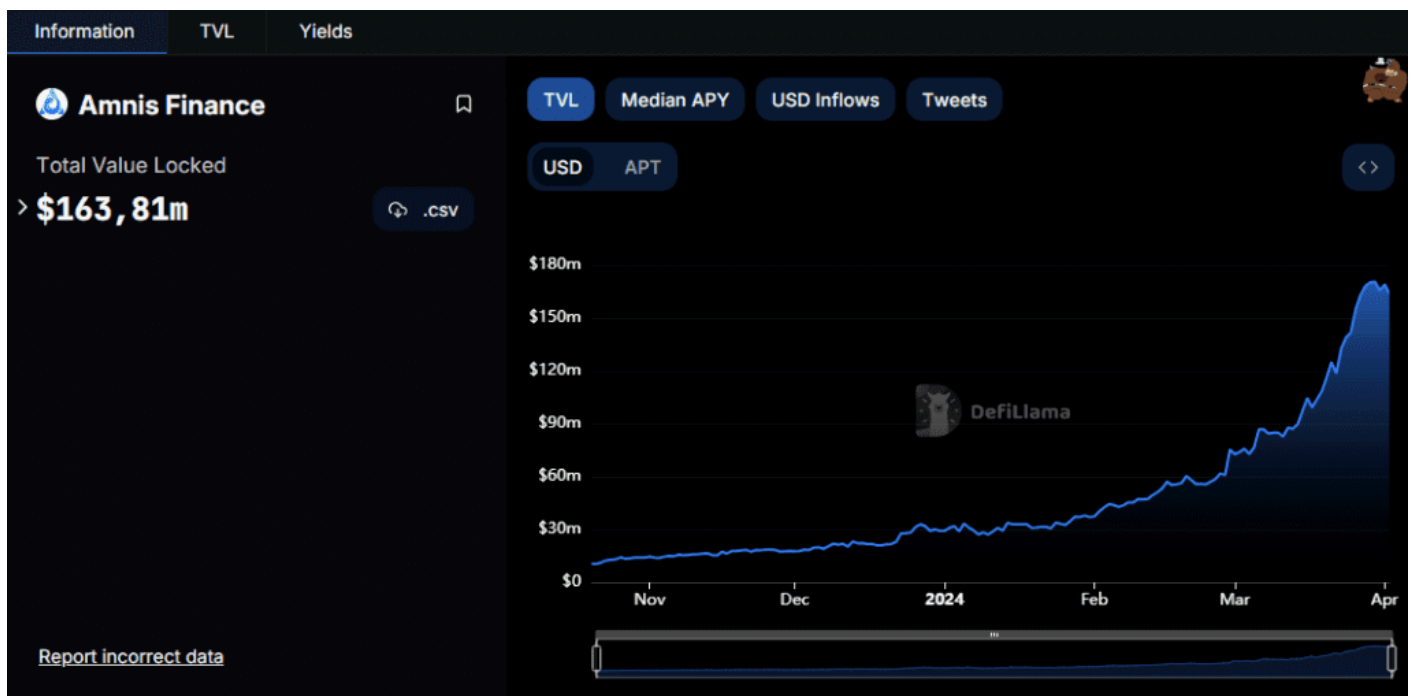 Information TVL Yields
Amnis Finance
Total Value Locked
$163,81m
.csv
Report incorrect data
TVL Median APY USD Inflows Tweets
USD APT
$180m
$150m
$120m
$90m
$60m
$30m
$0
DefiLlama
Nov Dec 2024 Feb Mar Apr